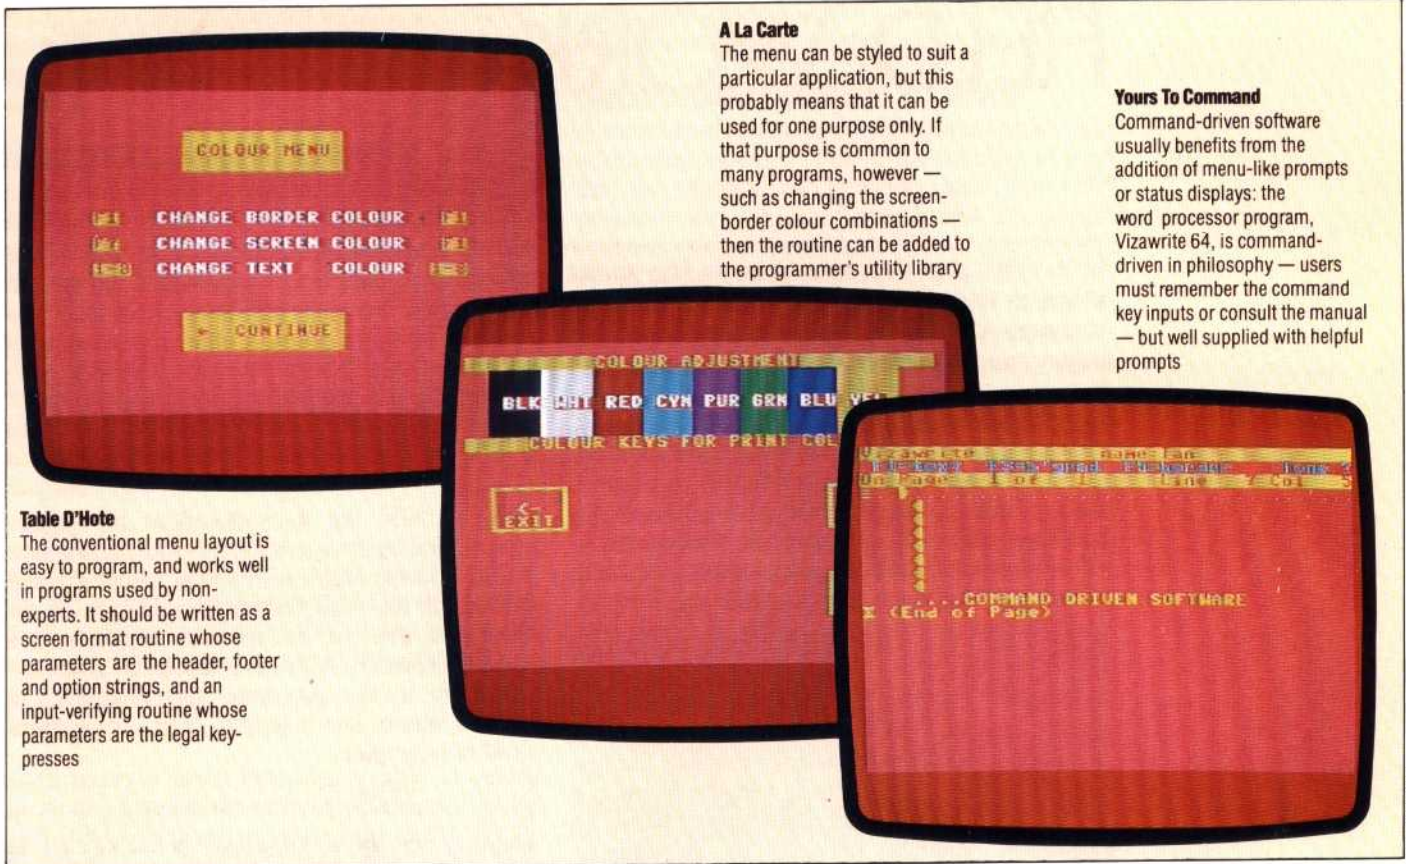 A La Carte
The menu can be styled to suit a
particular application, but this
probably means that it can be
used for one purpose only. If
that purpose is common to
many programs, however —
such as changing the screen-
border colour combinations —
then the routine can be added to
the programmer's utility library
Yours To Command
Command-driven software
usually benefits from the
addition of menu-like prompts
or status displays: the
word processor program,
Vizawrite 64, is command-
driven in philosophy — users
must remember the command
key inputs or consult the manual
— but well supplied with helpful
prompts
COLOUR MENU
CHANGE BORDER COLOUR
CHANGE SCREEN COLOUR
CHANGE TEXT COLOUR
← CONTINUE
COLOUR ADJUSTMENT
BLK WHT RED CYN PUR GRN BLU YEL
COLOUR KEYS FOR PRINT COL
<-
EXIT
Vizawrite
On Page 1 of 1 Line 7 Col 5
....COMMAND DRIVEN SOFTWARE
(End of Page)
Table D'Hote
The conventional menu layout is
easy to program, and works well
in programs used by non-
experts. It should be written as a
screen format routine whose
parameters are the header, footer
and option strings, and an
input-verifying routine whose
parameters are the legal key-
presses